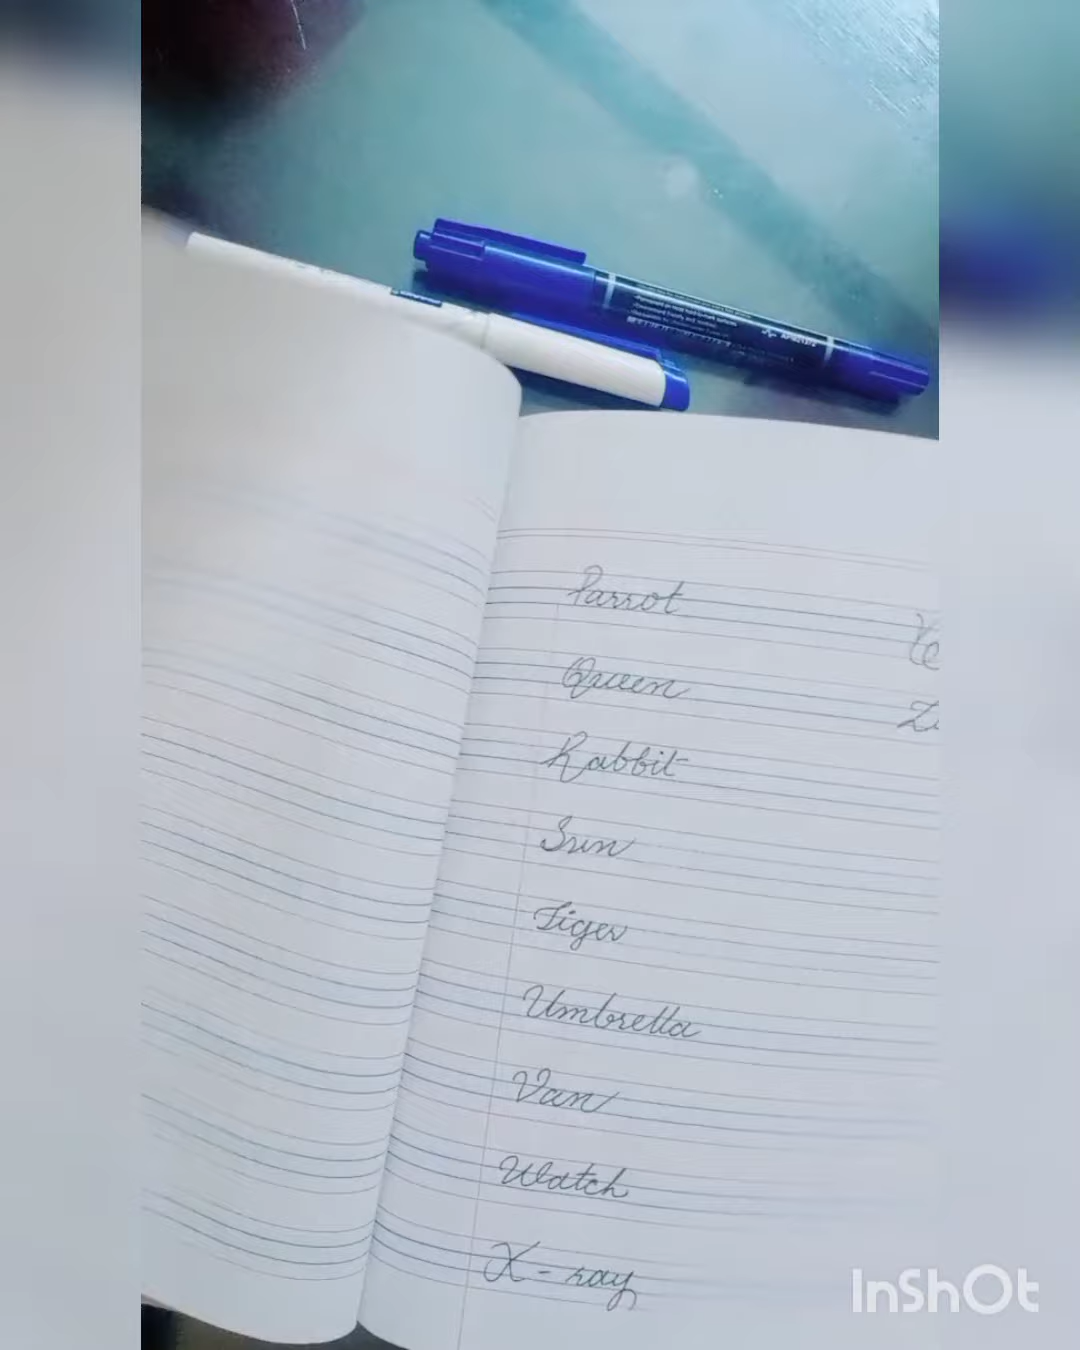 Parrot
Queen
Rabbit
Sun
Tiger
Umbrella
Van
Watch
X - ray
InShOt